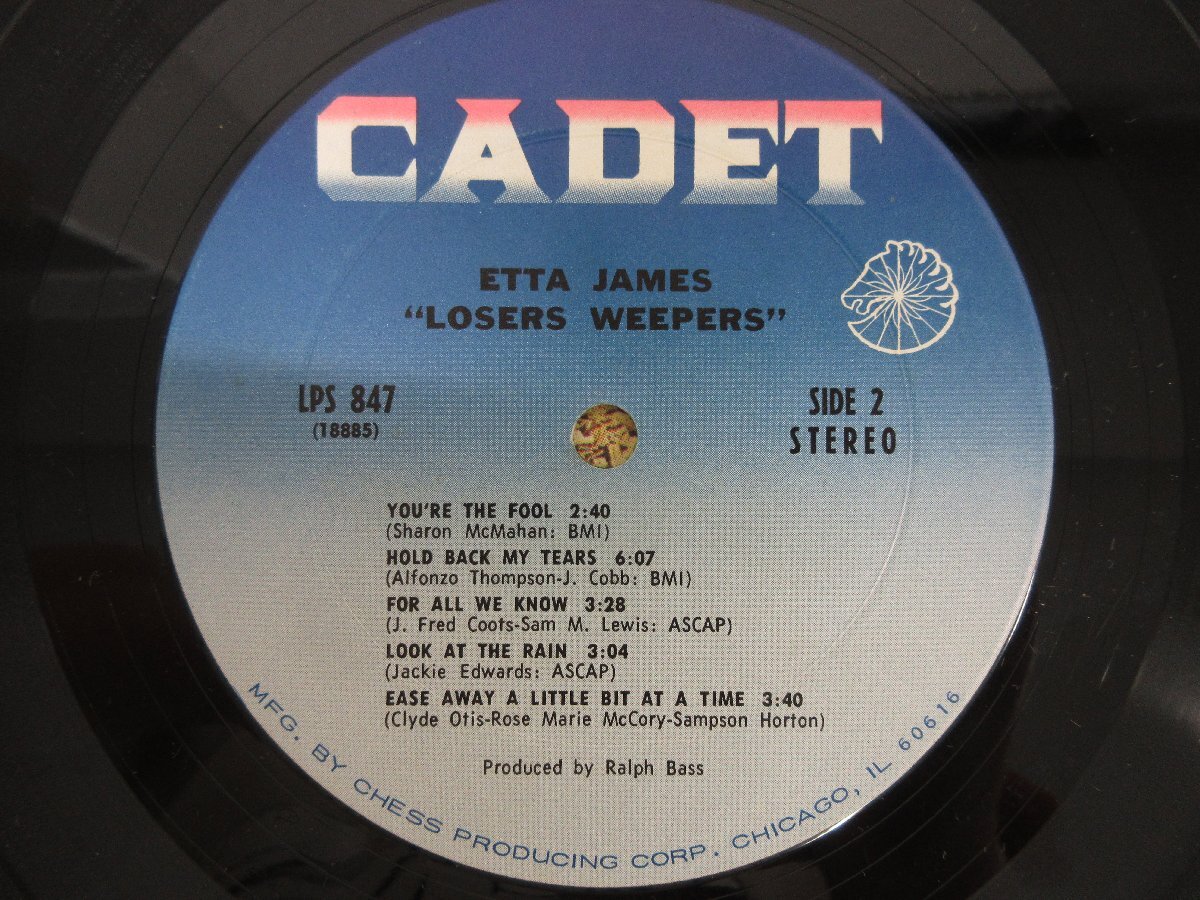 CADET
ETTA JAMES
"LOSERS WEEPERS"
LPS 847
(18885)
SIDE 2
STEREO
YOU'RE THE FOOL 2:40
(Sharon McMahan: BMI)
HOLD BACK MY TEARS 6:07
(Alfonzo Thompson-J. Cobb: BMI)
FOR ALL WE KNOW 3:28
(J. Fred Coots-Sam M. Lewis: ASCAP)
LOOK AT THE RAIN 3:04
(Jackie Edwards: ASCAP)
EASE AWAY A LITTLE BIT AT A TIME 3:40
(Clyde Otis-Rose Marie McCory-Sampson Horton)
Produced by Ralph Bass
MFG. BY CHESS PRODUCING CORP. CHICAGO, IL 60616